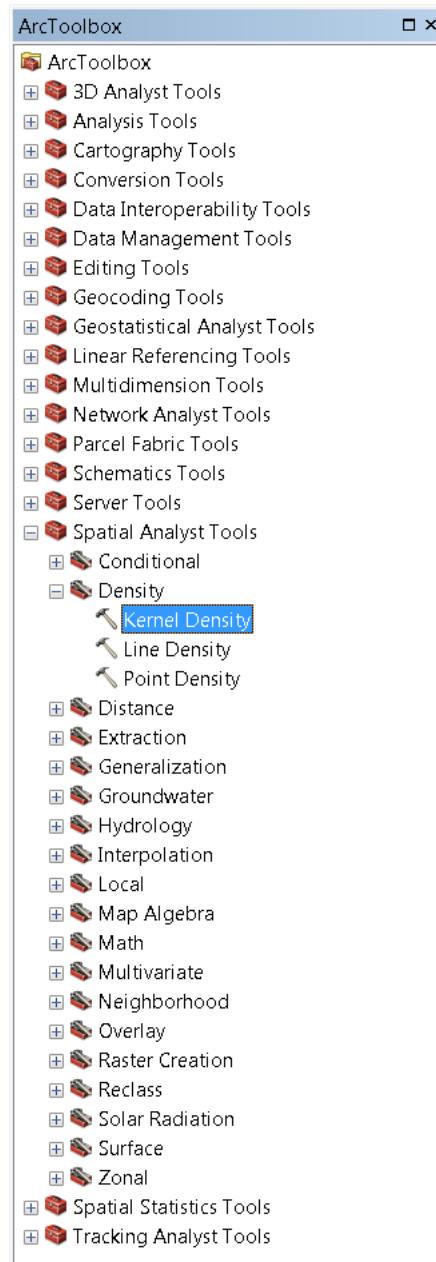 ArcToolbox
ArcToolbox
3D Analyst Tools
Analysis Tools
Cartography Tools
Conversion Tools
Data Interoperability Tools
Data Management Tools
Editing Tools
Geocoding Tools
Geostatistical Analyst Tools
Linear Referencing Tools
Multidimension Tools
Network Analyst Tools
Parcel Fabric Tools
Schematics Tools
Server Tools
Spatial Analyst Tools
Conditional
Density
Kernel Density
Line Density
Point Density
Distance
Extraction
Generalization
Groundwater
Hydrology
Interpolation
Local
Map Algebra
Math
Multivariate
Neighborhood
Overlay
Raster Creation
Reclass
Solar Radiation
Surface
Zonal
Spatial Statistics Tools
Tracking Analyst Tools